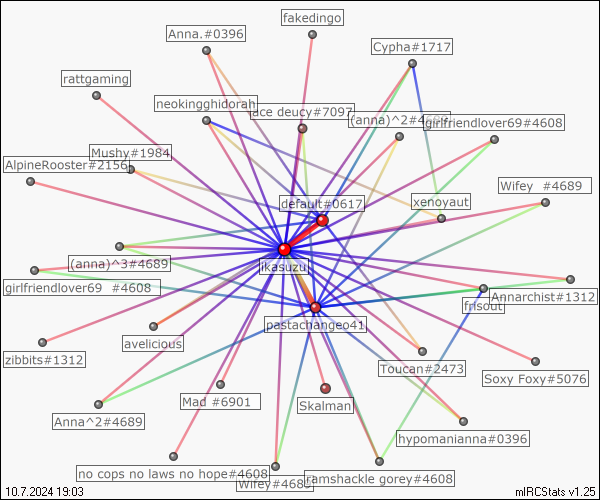 fakedingo
Anna.#0396
Cypha#1717
rattgaming
neokingghidorah
ace deucy#7097
(anna)^2#
girlfriendlover69#4608
Mushy#1984
AlpineRooster#2156
default#0617
xenoyaut
Wifey #4689
(anna)^3#4689
ikasuzu
girlfriendlover69 #4608
Annarchist#1312
frisout
pastachangeo41
avelicious
zibbits#1312
Toucan#2473
Soxy Foxy#5076
Mad #6901
Skalman
Anna^2#4689
hypomanianna#0396
no cops no laws no hope#4608
Wifey#4689
ramshackle gorey#4608
10.7.2024 19:03
mIRCStats v1.25